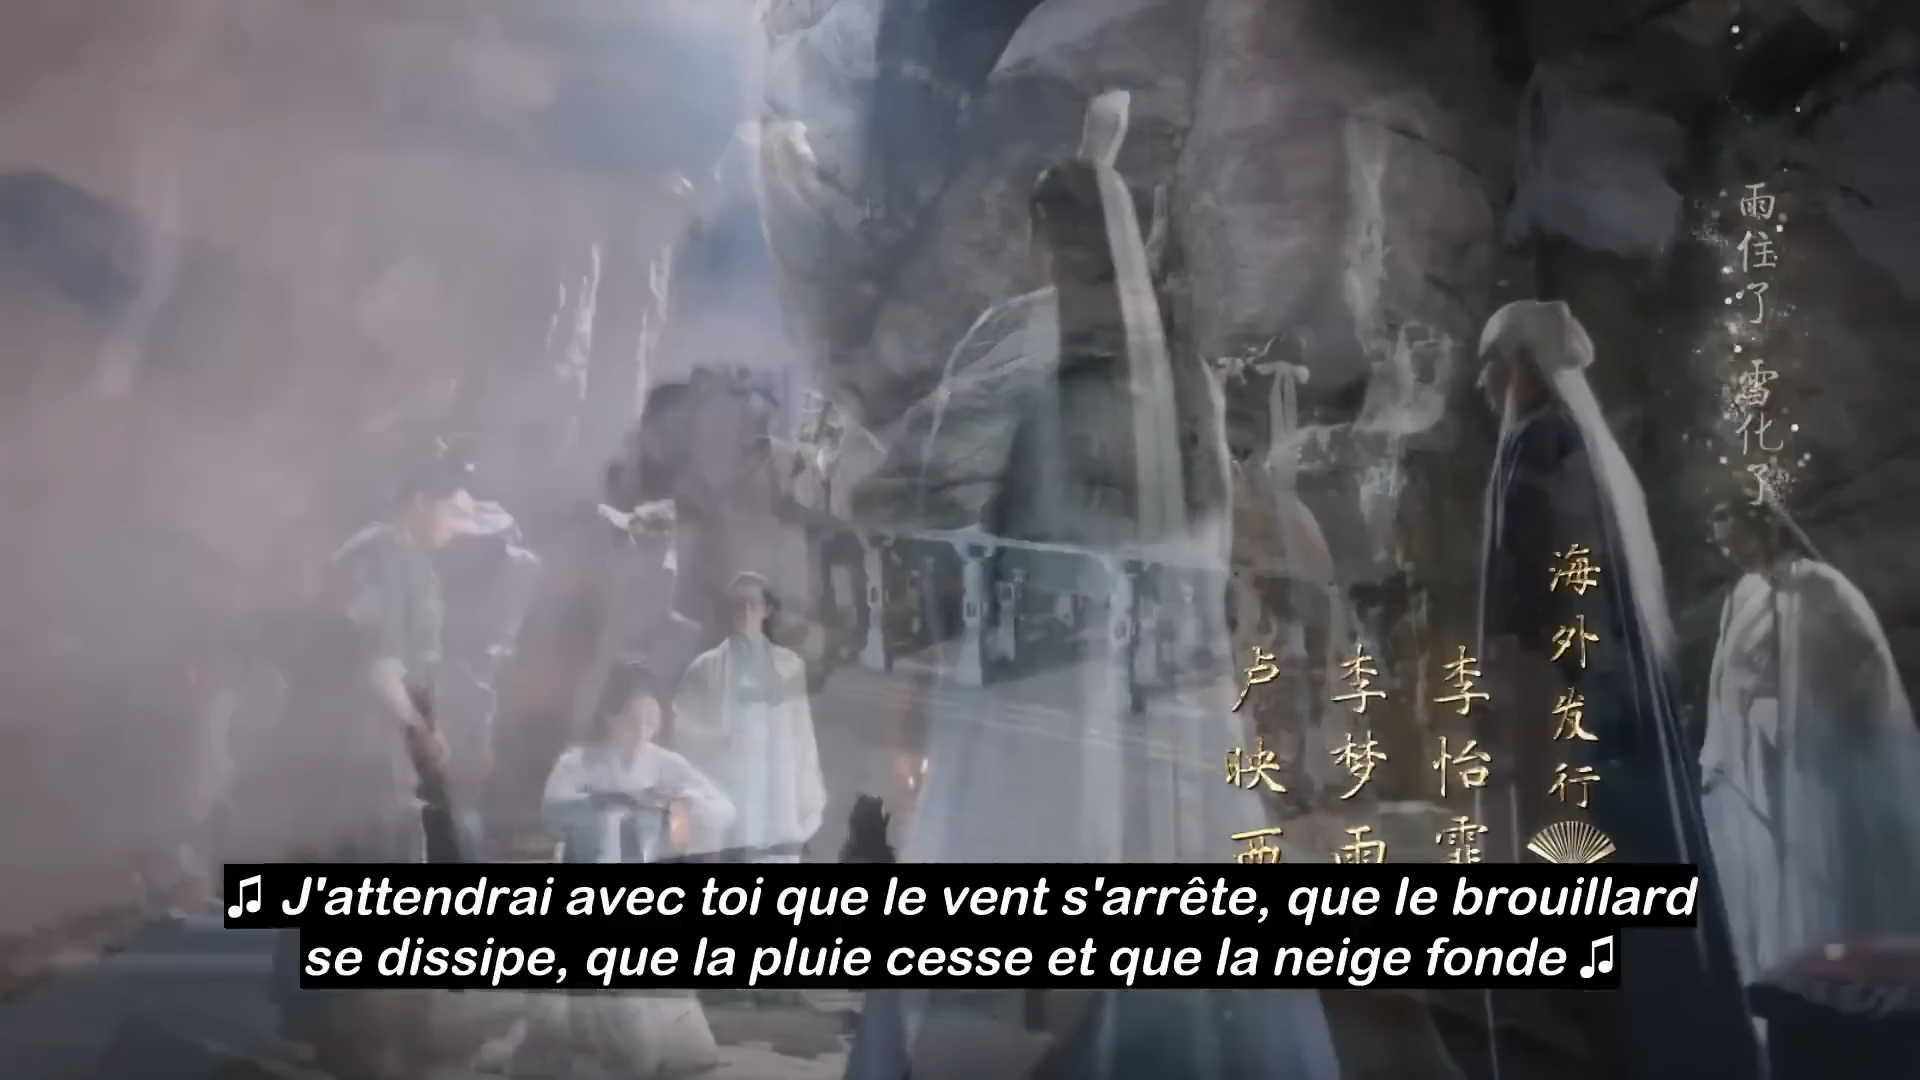 雨住了 雪化了
海外发行
李怡霏
李梦雨
卢映西
♫ J'attendrai avec toi que le vent s'arrête, que le brouillard
se dissipe, que la pluie cesse et que la neige fonde ♫